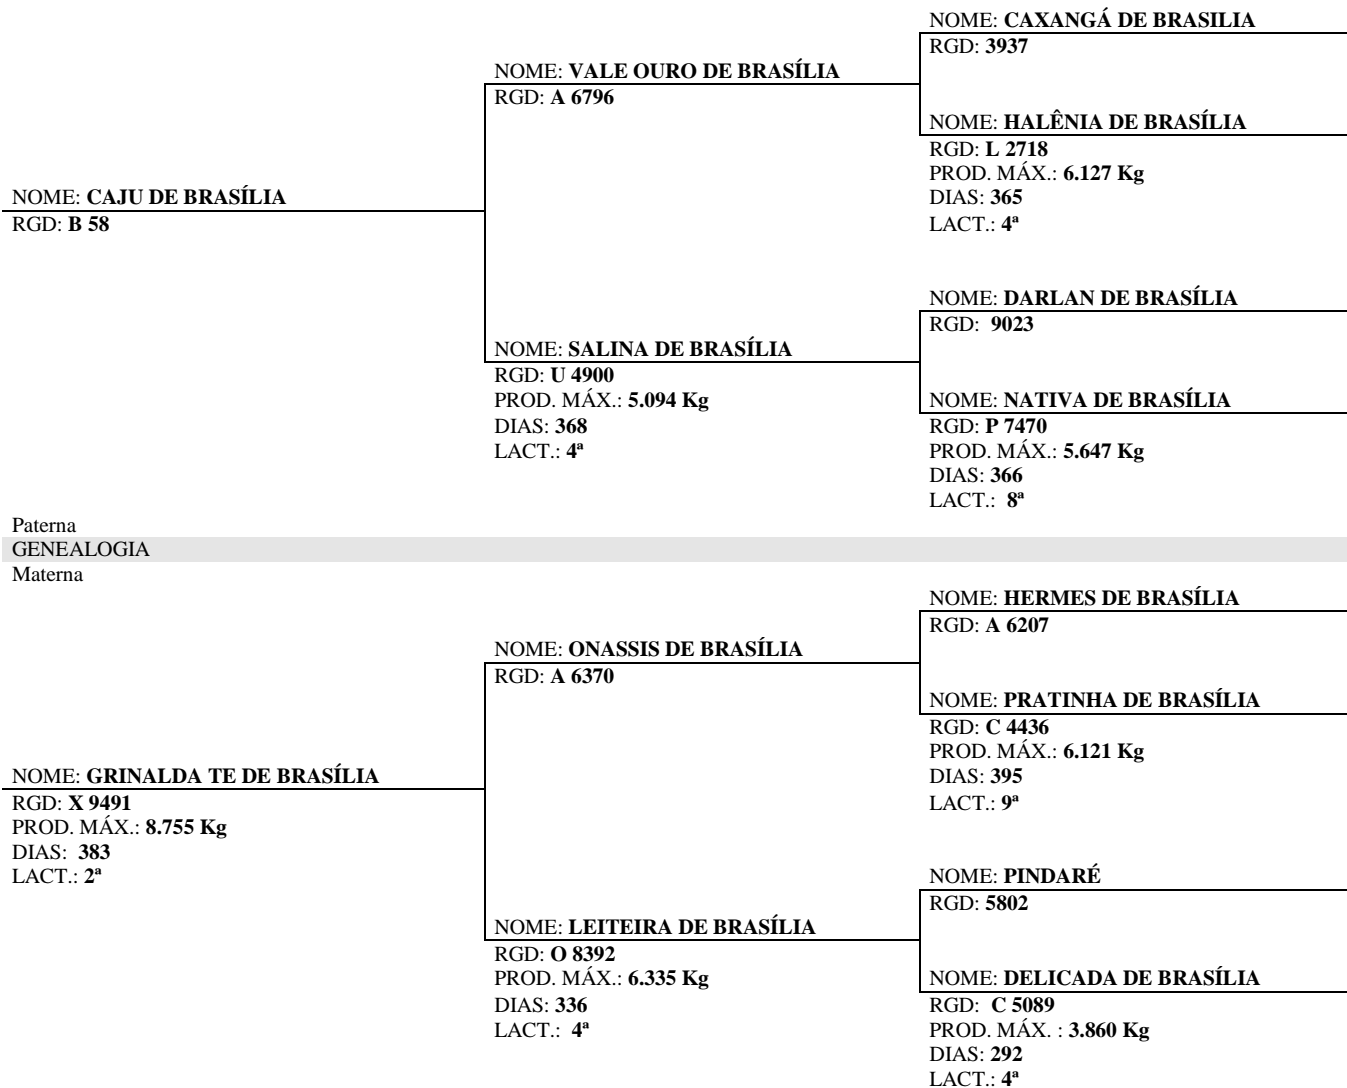 NOME: CAXANGÁ DE BRASILIA
RGD: 3937
NOME: VALE OURO DE BRASÍLIA
RGD: A 6796
NOME: HALÊNIA DE BRASÍLIA
RGD: L 2718
PROD. MÁX.: 6.127 Kg
DIAS: 365
LACT.: 4ª
NOME: CAJU DE BRASÍLIA
RGD: B 58
NOME: DARLAN DE BRASÍLIA
RGD: 9023
NOME: SALINA DE BRASÍLIA
RGD: U 4900
PROD. MÁX.: 5.094 Kg
DIAS: 368
LACT.: 4ª
NOME: NATIVA DE BRASÍLIA
RGD: P 7470
PROD. MÁX.: 5.647 Kg
DIAS: 366
LACT.: 8ª
Paterna
GENEALOGIA
Materna
NOME: HERMES DE BRASÍLIA
RGD: A 6207
NOME: ONASSIS DE BRASÍLIA
RGD: A 6370
NOME: PRATINHA DE BRASÍLIA
RGD: C 4436
PROD. MÁX.: 6.121 Kg
DIAS: 395
LACT.: 9ª
NOME: GRINALDA TE DE BRASÍLIA
RGD: X 9491
PROD. MÁX.: 8.755 Kg
DIAS: 383
LACT.: 2ª
NOME: PINDARÉ
RGD: 5802
NOME: LEITEIRA DE BRASÍLIA
RGD: O 8392
PROD. MÁX.: 6.335 Kg
DIAS: 336
LACT.: 4ª
NOME: DELICADA DE BRASÍLIA
RGD: C 5089
PROD. MÁX. : 3.860 Kg
DIAS: 292
LACT.: 4ª